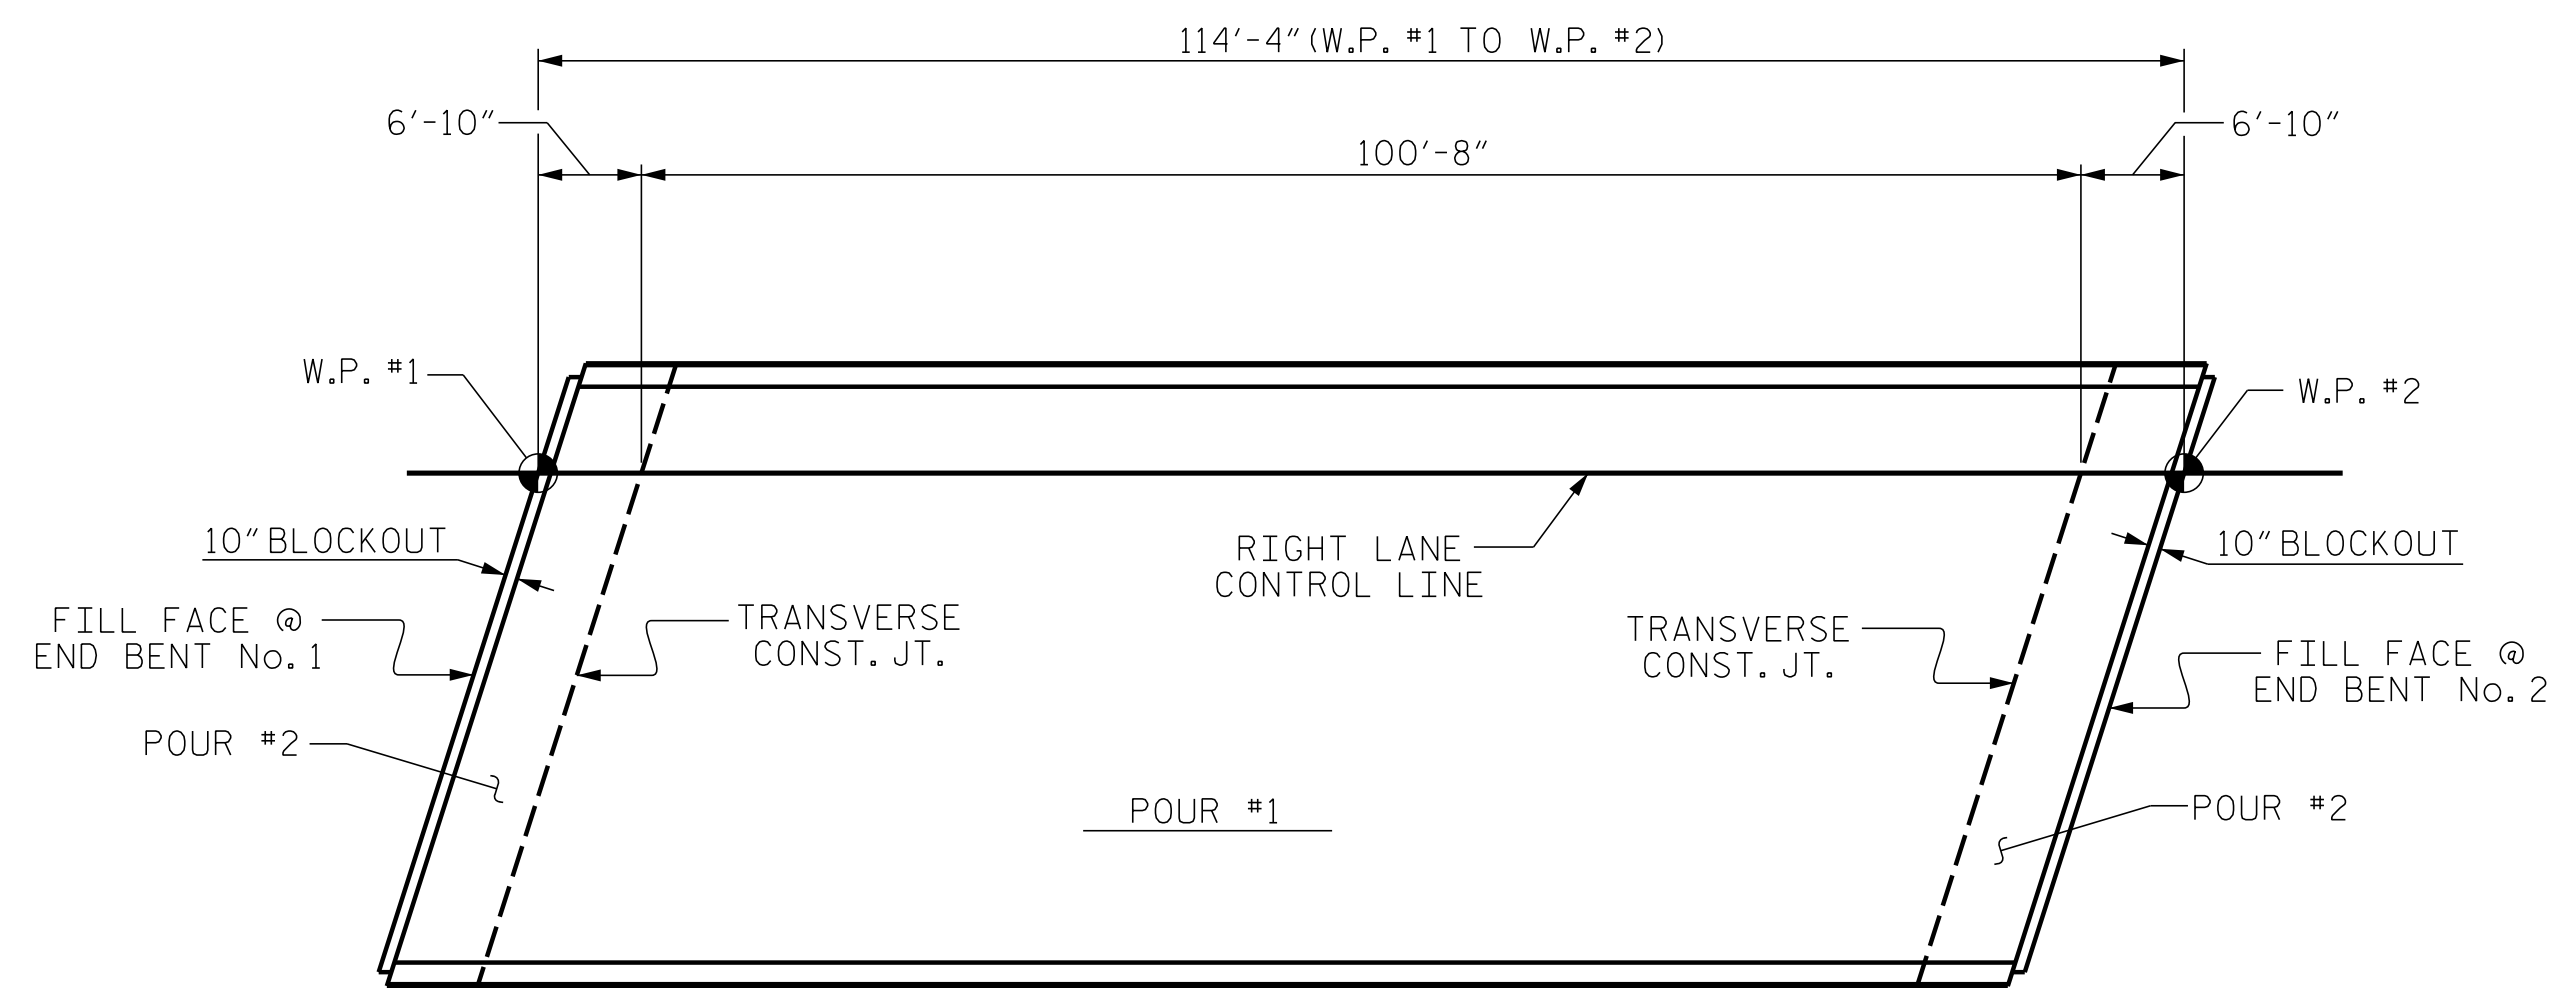 114'-4" (W.P. #1 TO W.P. #2)
6'-10"
6'-10"
100'-8"
W.P. #1
W.P. #2
10" BLOCKOUT
RIGHT LANE
CONTROL LINE
10" BLOCKOUT
FILL FACE @
END BENT No. 1
TRANSVERSE
CONST. JT.
TRANSVERSE
CONST. JT.
FILL FACE @
END BENT No. 2
POUR #2
POUR #1
POUR #2